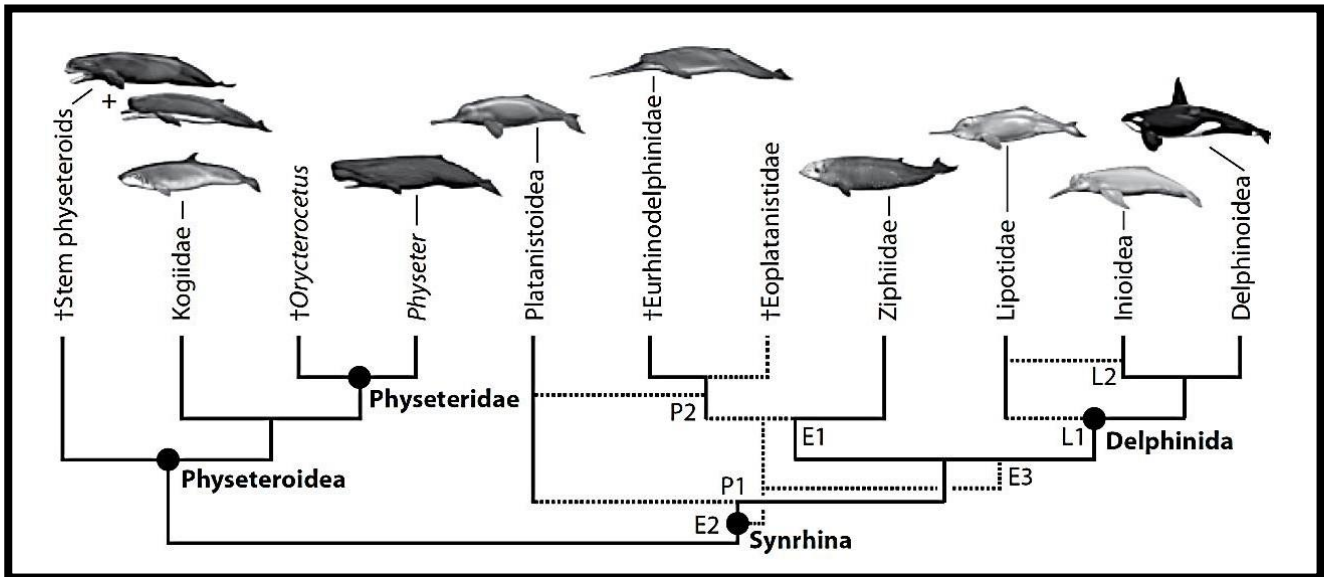 +
†Stem physeteroids
Kogiidae
†Orycterocetus
Physeter
Platanistoidea
†Eurhinodelphinidae
†Eoplatanistidae
Ziphiidae
Lipotidae
Inioidea
Delphinoidea
L2
Physeteridae
P2
E1
L1
Delphinida
Physeteroidea
P1
E3
E2
Synrhina